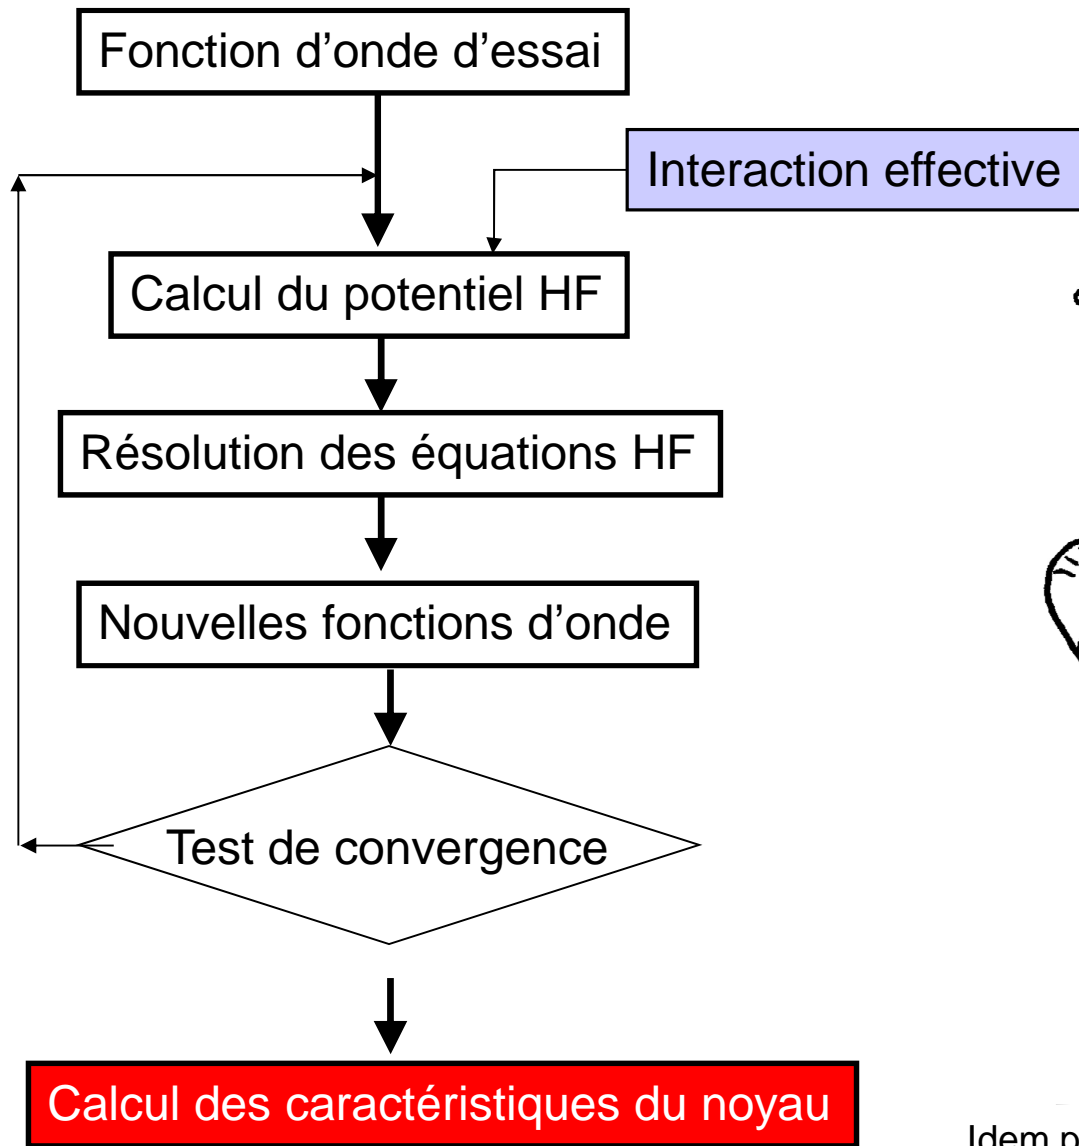 Fonction d’onde d’essai
Interaction effective
Calcul du potentiel HF
Résolution des équations HF
Nouvelles fonctions d’onde
Test de convergence
Calcul des caractéristiques du noyau
Idem